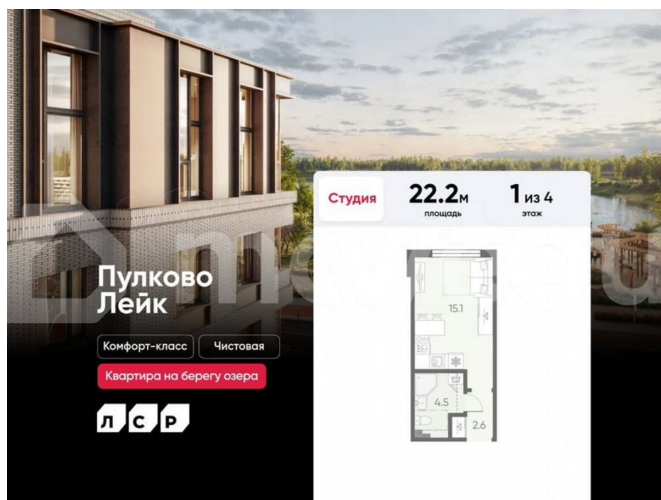 Студия
22.2м
площадь
1 из 4
этаж
Пулково
Лейк
Комфорт-класс
Чистовая
Квартира на берегу озера
ЛСР
15.1
4.5
2.6